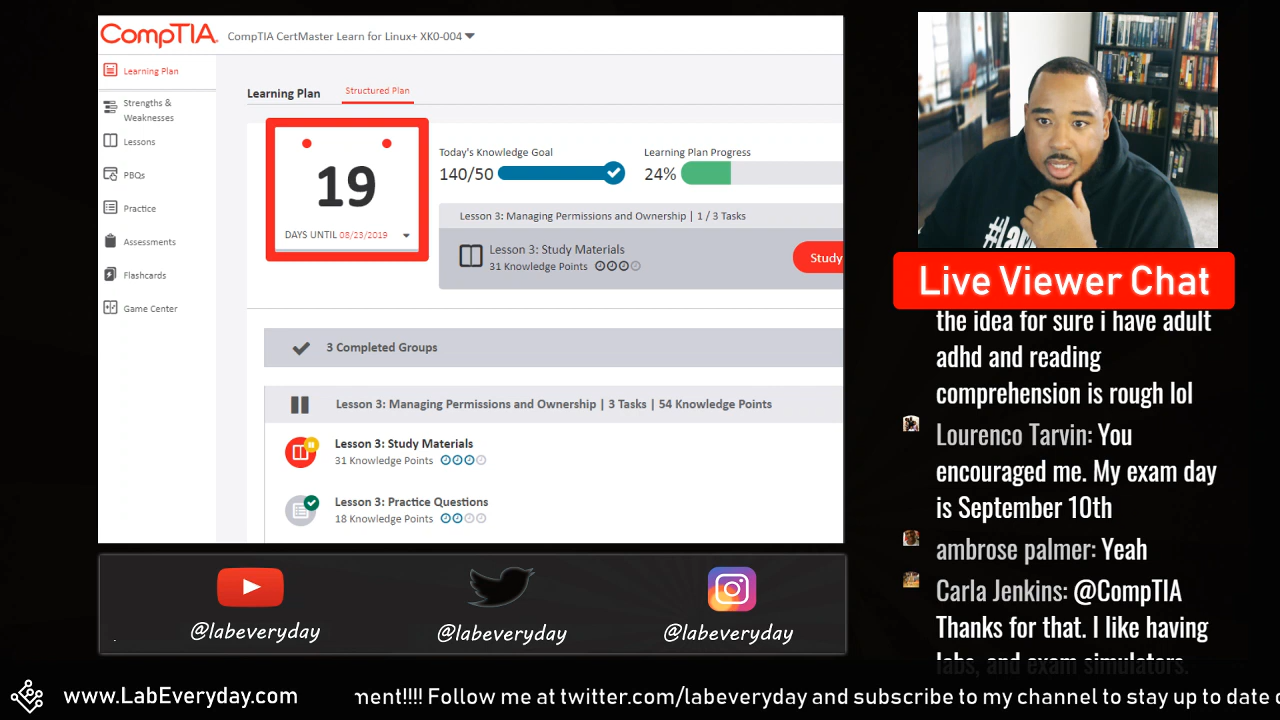 CompTIA.
CompTIA CertMaster Learn for Linux+ XK0-004
Learning Plan
Strengths &
Weaknesses
Lessons
PBQs
Practice
Assessments
Flashcards
Game Center
Learning Plan
Structured Plan
19
DAYS UNTIL 08/23/2019
Today's Knowledge Goal
140/50
Learning Plan Progress
24%
Lesson 3: Managing Permissions and Ownership | 1 / 3 Tasks
Lesson 3: Study Materials
31 Knowledge Points
Study
3 Completed Groups
Lesson 3: Managing Permissions and Ownership | 3 Tasks | 54 Knowledge Points
Lesson 3: Study Materials
31 Knowledge Points
Lesson 3: Practice Questions
18 Knowledge Points
Live Viewer Chat
the idea for sure i have adult
adhd and reading
comprehension is rough lol
Lourenco Tarvin: You
encouraged me. My exam day
is September 10th
ambrose palmer: Yeah
Carla Jenkins: @CompTIA
Thanks for that. I like having
labs, and exam simulators.
@labeveryday
@labeveryday
@labeveryday
www.LabEveryday.com
ment!!!! Follow me at twitter.com/labeveryday and subscribe to my channel to stay up to date